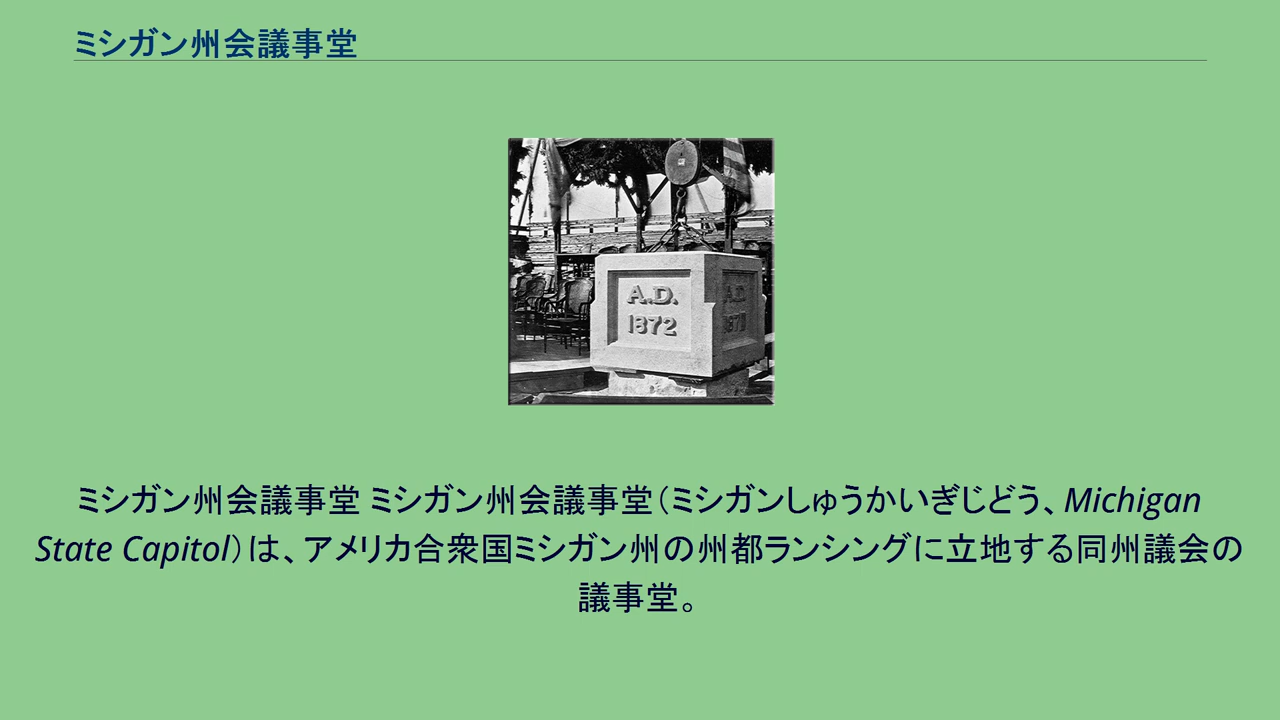 ミシガン州会議事堂
A.D.
1872
A.D.
ミシガン州会議事堂 ミシガン州会議事堂（ミシガンしゅうかいぎじどう、Michigan
State Capitol）は、アメリカ合衆国ミシガン州の州都ランシングに立地する同州議会の
議事堂。